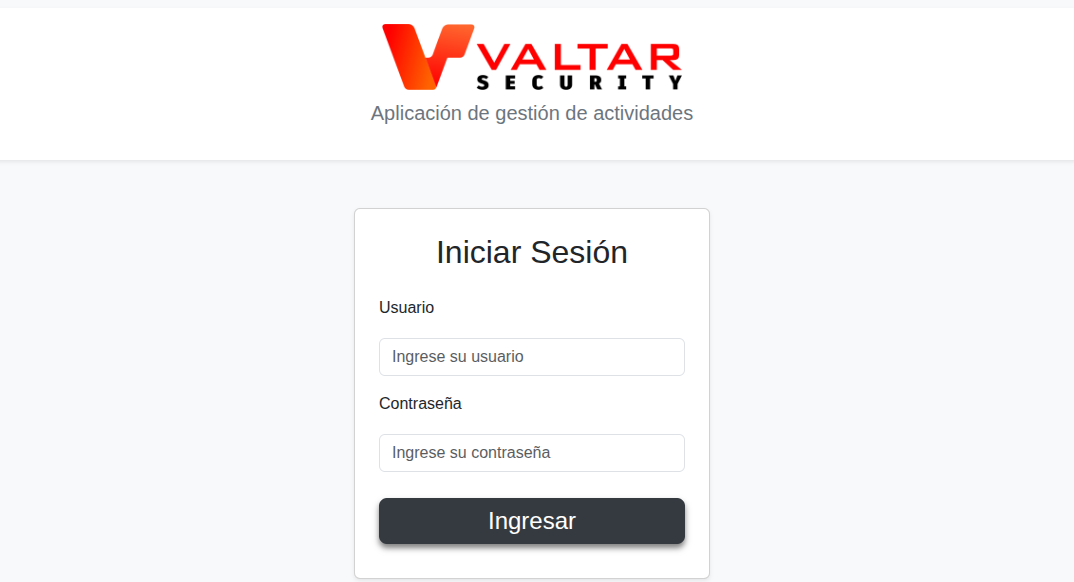 VALTAR
SECURITY
Aplicación de gestión de actividades
Iniciar Sesión
Usuario
Ingrese su usuario
Contraseña
Ingrese su contraseña
Ingresar